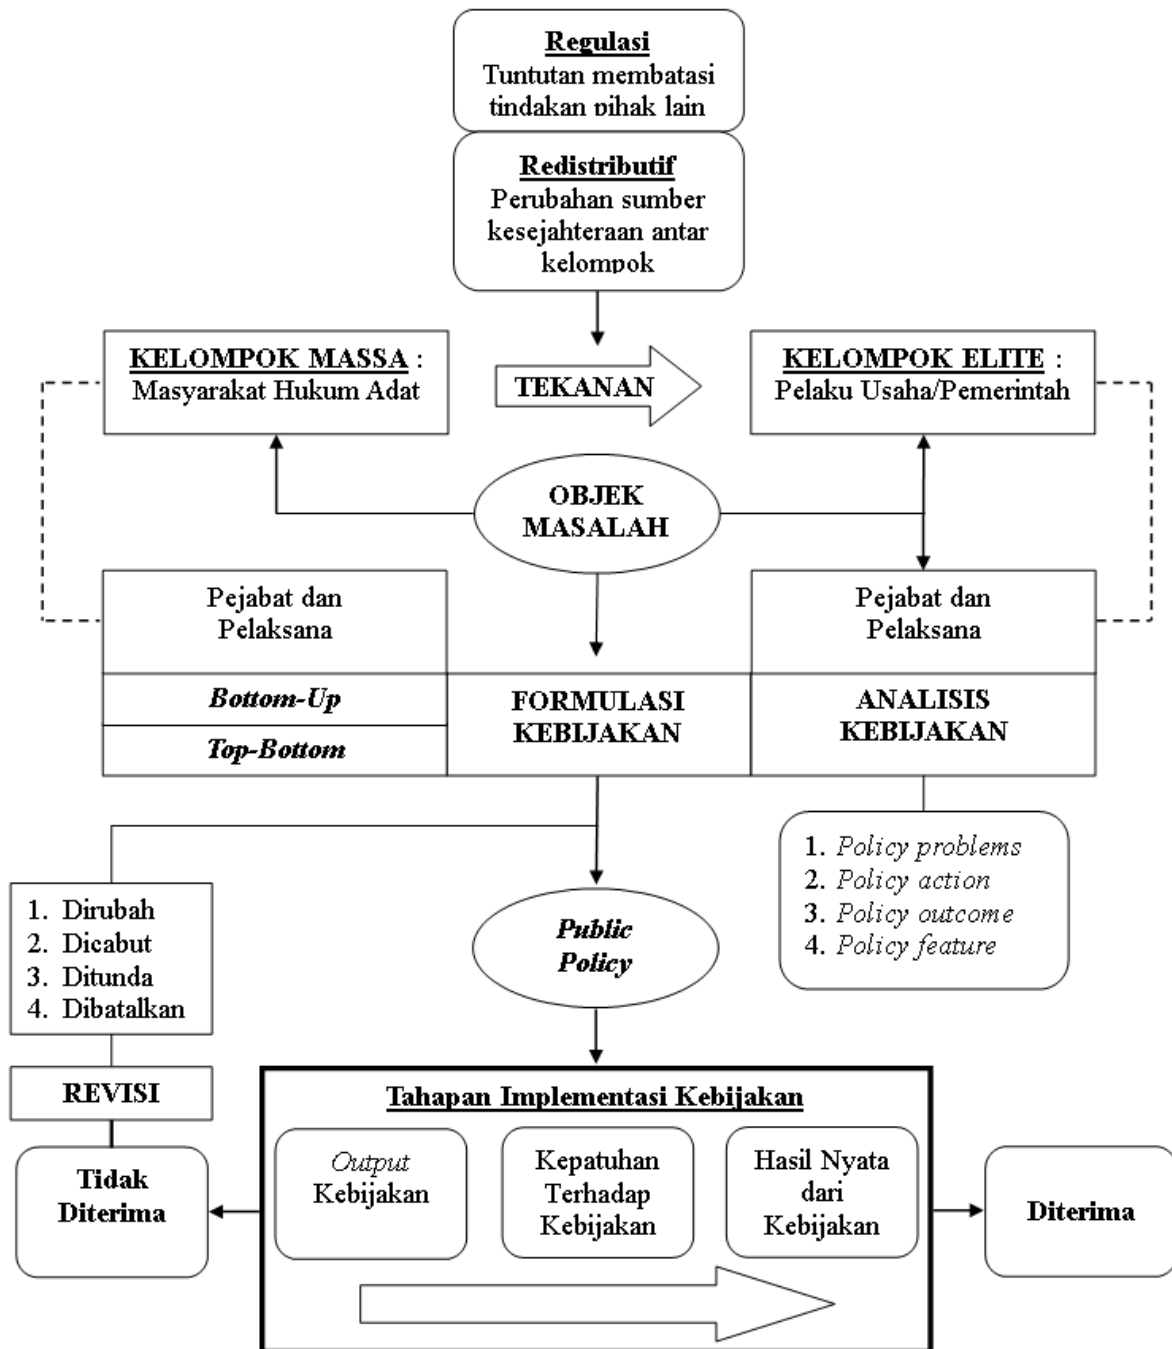 Regulasi
Tuntutan membatasi
tindakan pihak lain
Redistributif
Perubahan sumber
kesejahteraan antar
kelompok
KELOMPOK MASSA :
Masyarakat Hukum Adat
TEKANAN
KELOMPOK ELITE :
Pelaku Usaha/Pemerintah
OBJEK
MASALAH
Pejabat dan
Pelaksana
Pejabat dan
Pelaksana
Bottom-Up
Top-Bottom
FORMULASI
KEBIJAKAN
ANALISIS
KEBIJAKAN
1. Dirubah
2. Dicabut
3. Ditunda
4. Dibatalkan
Public
Policy
1. Policy problems
2. Policy action
3. Policy outcome
4. Policy feature
REVISI
Tidak
Diterima
Tahapan Implementasi Kebijakan
Output
Kebijakan
Kepatuhan
Terhadap
Kebijakan
Hasil Nyata
dari
Kebijakan
Diterima